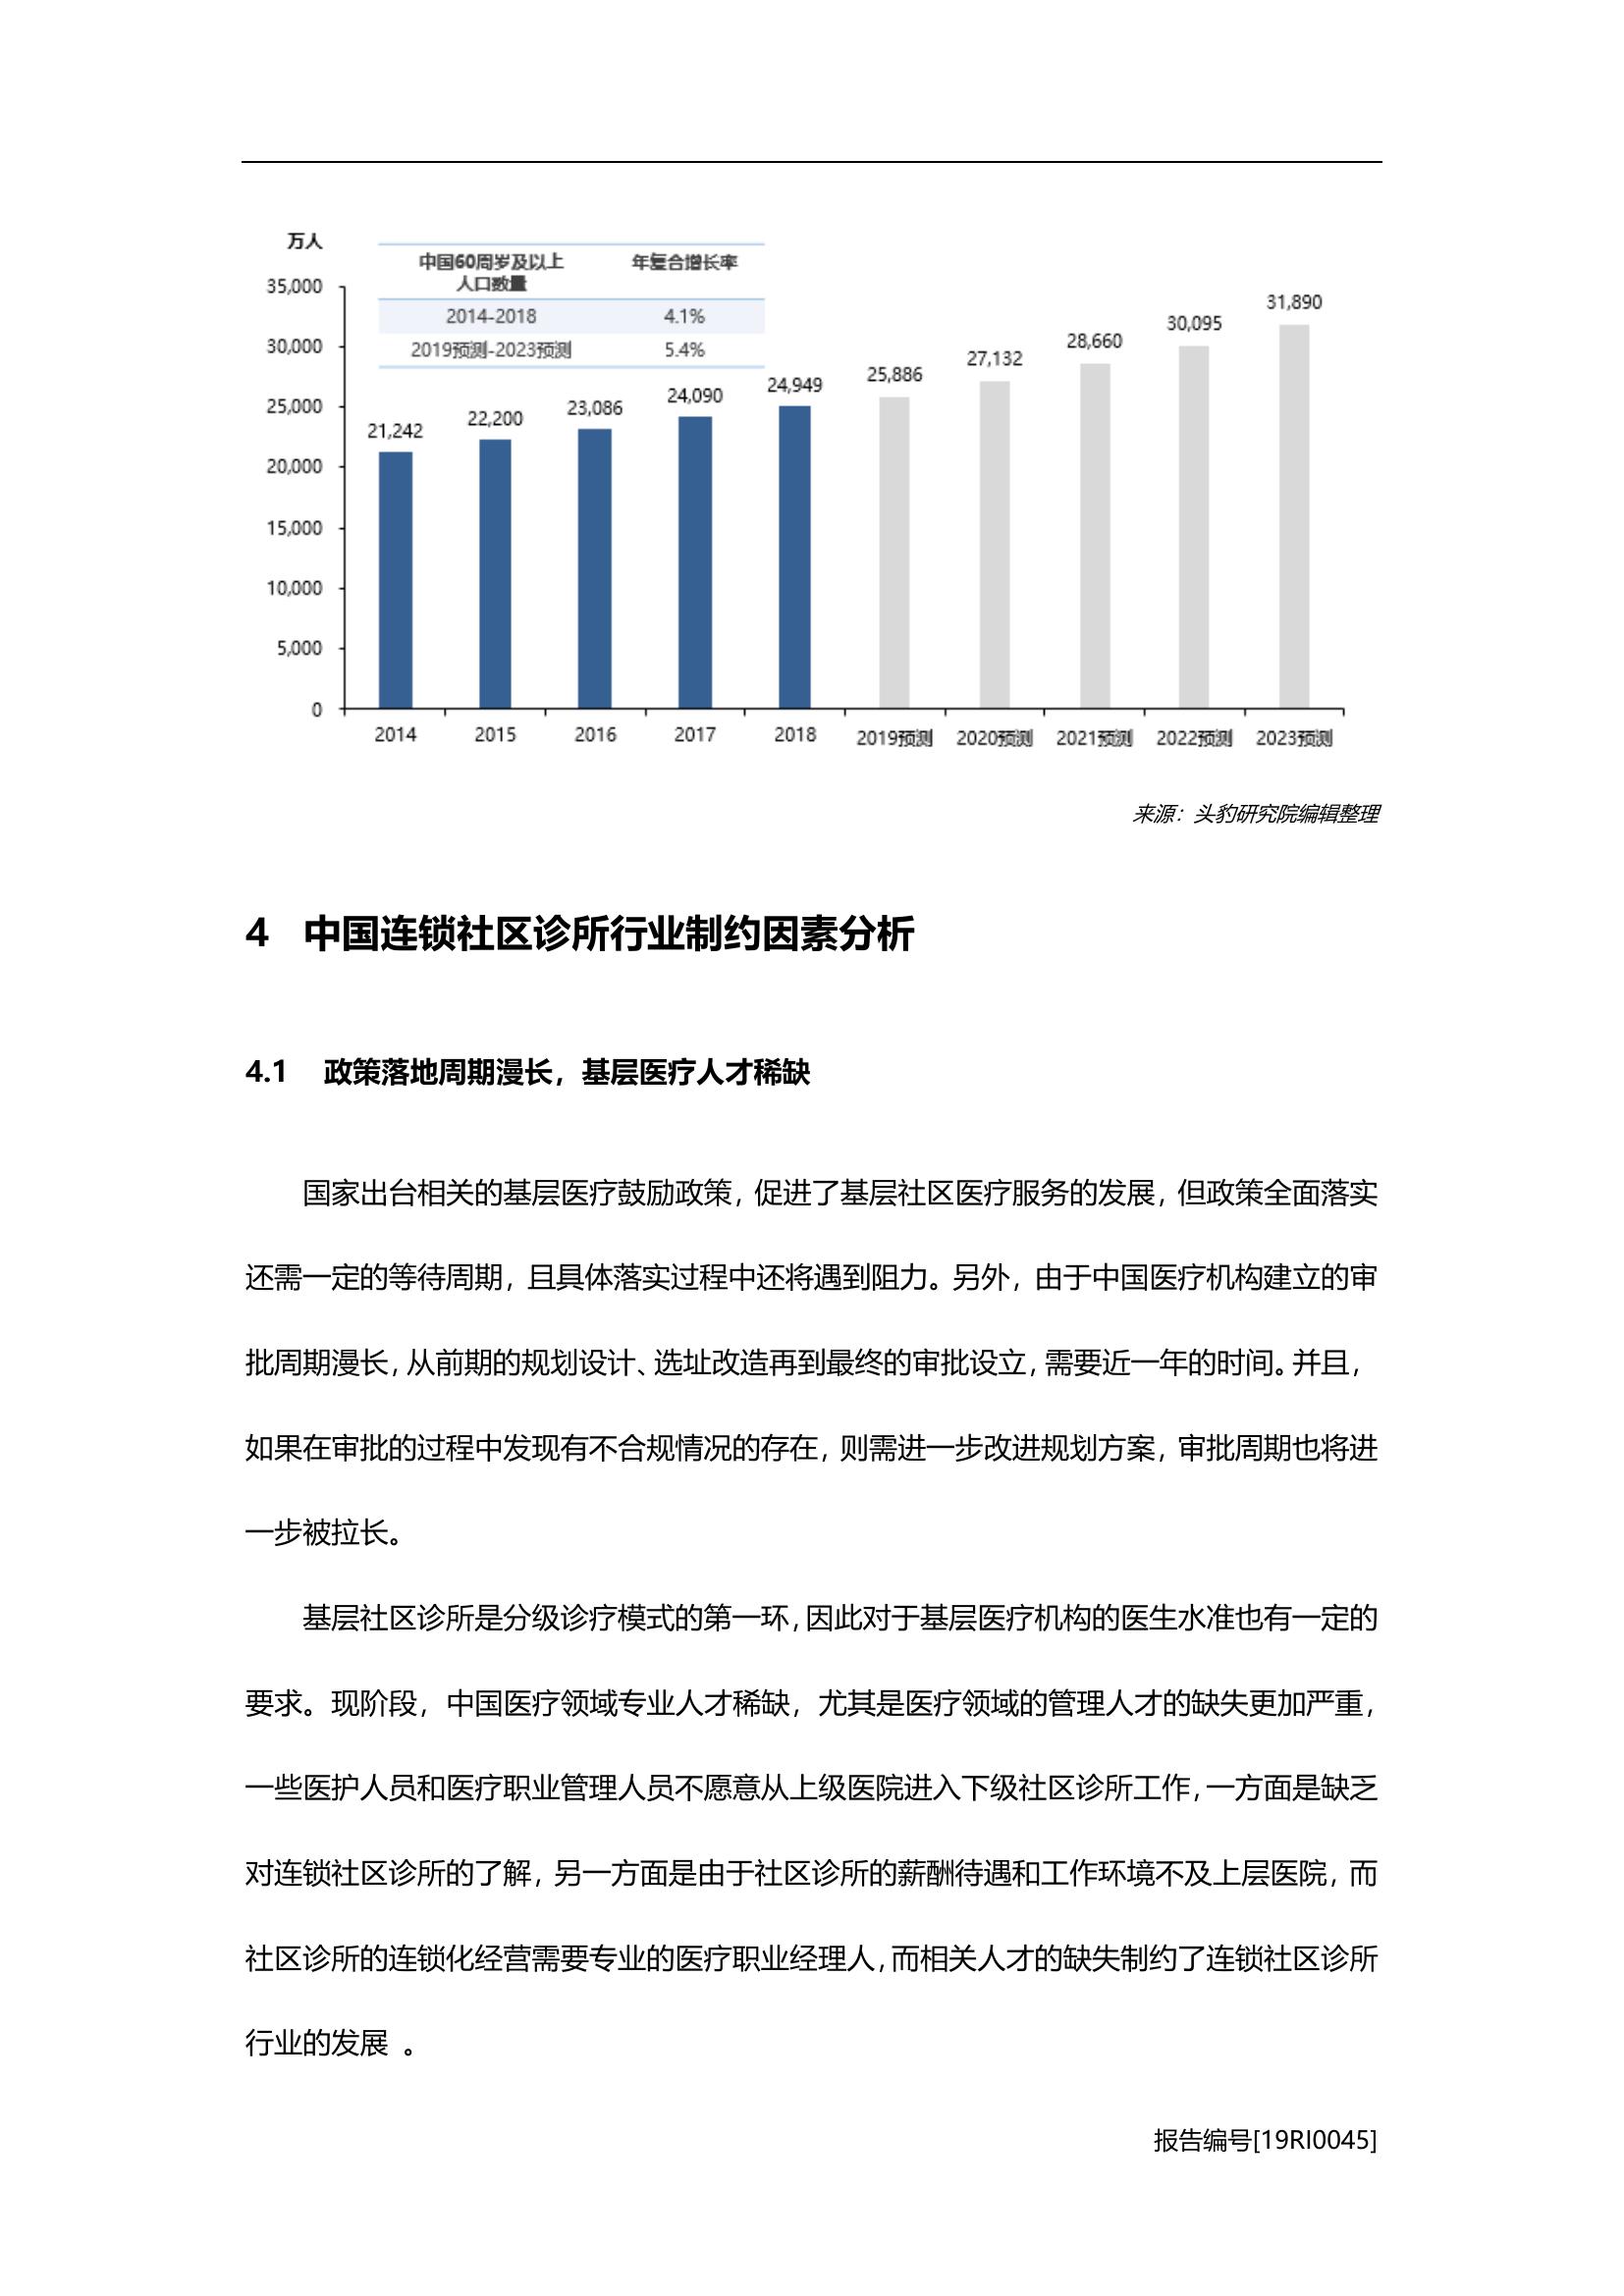 万人
中国60周岁及以上 年复合增长率
人口数量
2014-2018 4.1%
2019预测-2023预测 5.4%
35,000
30,000
25,000
20,000
15,000
10,000
5,000
0
21,242 22,200 23,086 24,090 24,949 25,886 27,132 28,660 30,095 31,890
2014 2015 2016 2017 2018 2019预测 2020预测 2021预测 2022预测 2023预测
来源：头豹研究院编辑整理
4 中国连锁社区诊所行业制约因素分析
4.1 政策落地周期漫长，基层医疗人才稀缺
国家出台相关的基层医疗鼓励政策，促进了基层社区医疗服务的发展，但政策全面落实
还需一定的等待周期，且具体落实过程中还将遇到阻力。另外，由于中国医疗机构建立的审
批周期漫长，从前期的规划设计、选址改造再到最终的审批设立，需要近一年的时间。并且，
如果在审批的过程中发现有不合规情况的存在，则需进一步改进规划方案，审批周期也将进
一步被拉长。
基层社区诊所是分级诊疗模式的第一环，因此对于基层医疗机构的医生水准也有一定的
要求。现阶段，中国医疗领域专业人才稀缺，尤其是医疗领域的管理人才的缺失更加严重，
一些医护人员和医疗职业管理人员不愿意从上级医院进入下级社区诊所工作，一方面是缺乏
对连锁社区诊所的了解，另一方面是由于社区诊所的薪酬待遇和工作环境不及上层医院，而
社区诊所的连锁化经营需要专业的医疗职业经理人，而相关人才的缺失制约了连锁社区诊所
行业的发展 。
报告编号[19RI0045]